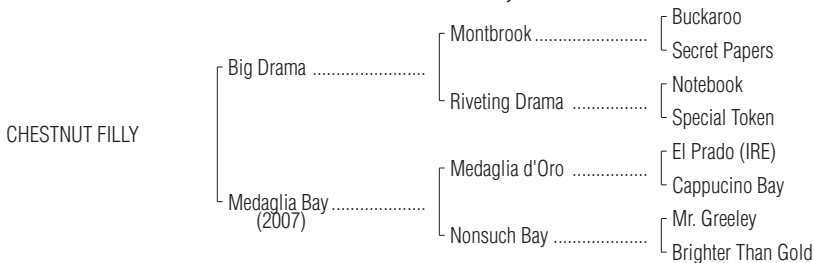 Buckaroo
Montbrook..........................
Secret Papers
Big Drama ........................
Notebook
Riveting Drama ................
Special Token
CHESTNUT FILLY
El Prado (IRE)
Medaglia d'Oro ................
Cappucino Bay
Medaglia Bay....................
(2007)
Mr. Greeley
Nonsuch Bay ....................
Brighter Than Gold